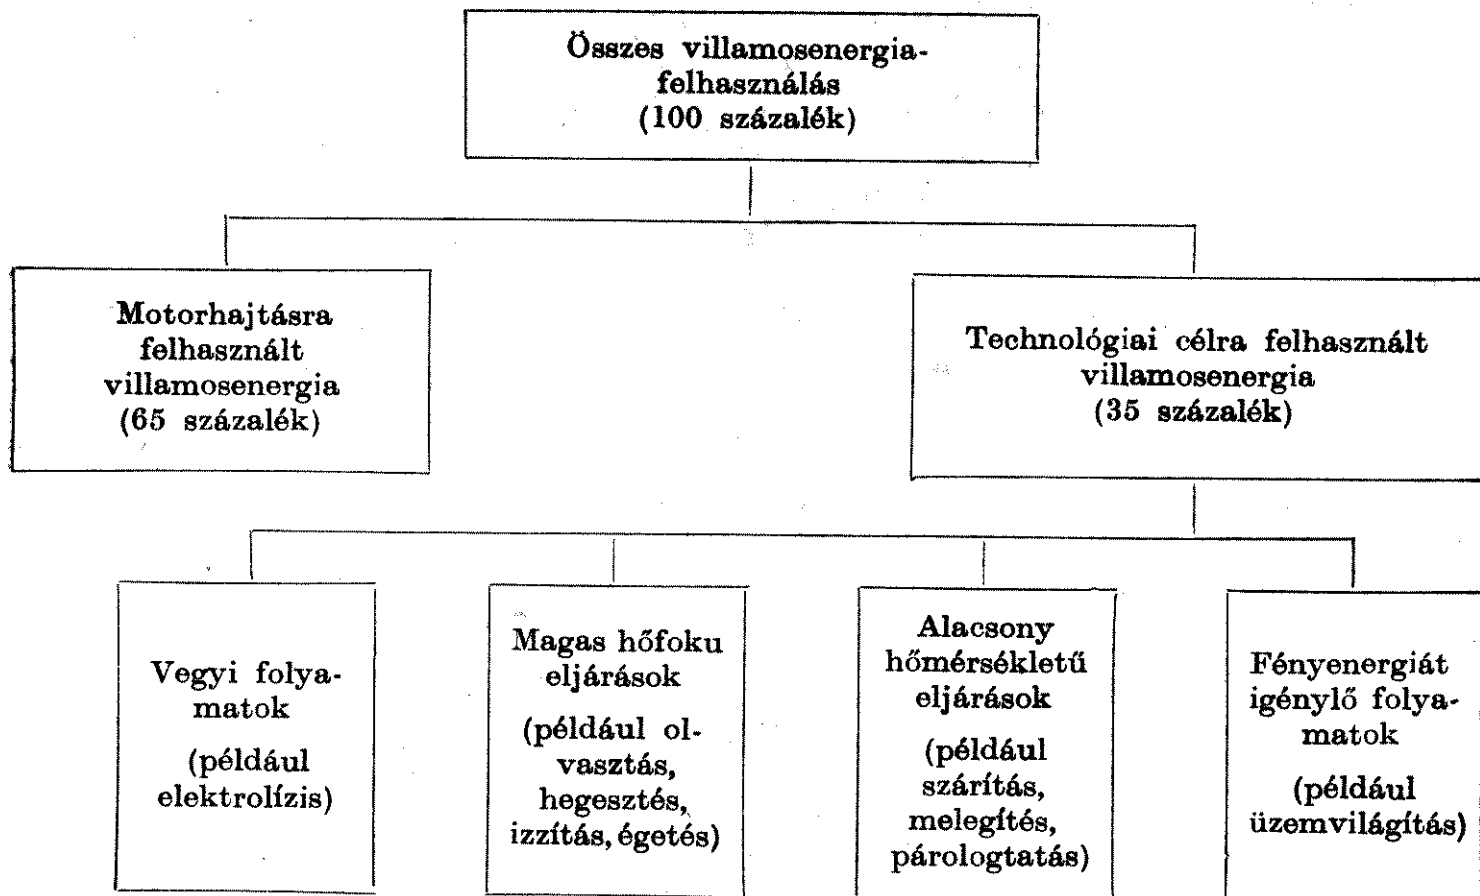 Összes villamosenergia-
felhasználás
(100 százalék)
Motorhajtásra
felhasznált
villamosenergia
(65 százalék)
Technológiai célra felhasznált
villamosenergia
(35 százalék)
Vegyi folya-
matok
(például
elektrolízis)
Magas hőfoku
eljárások
(például ol-
vasztás,
hegesztés,
izzítás, égetés)
Alacsony
hőmérsékletű
eljárások
(például
szárítás,
melegítés,
párologtatás)
Fényenergiát
igénylő folya-
matok
(például
üzemvilágítás)